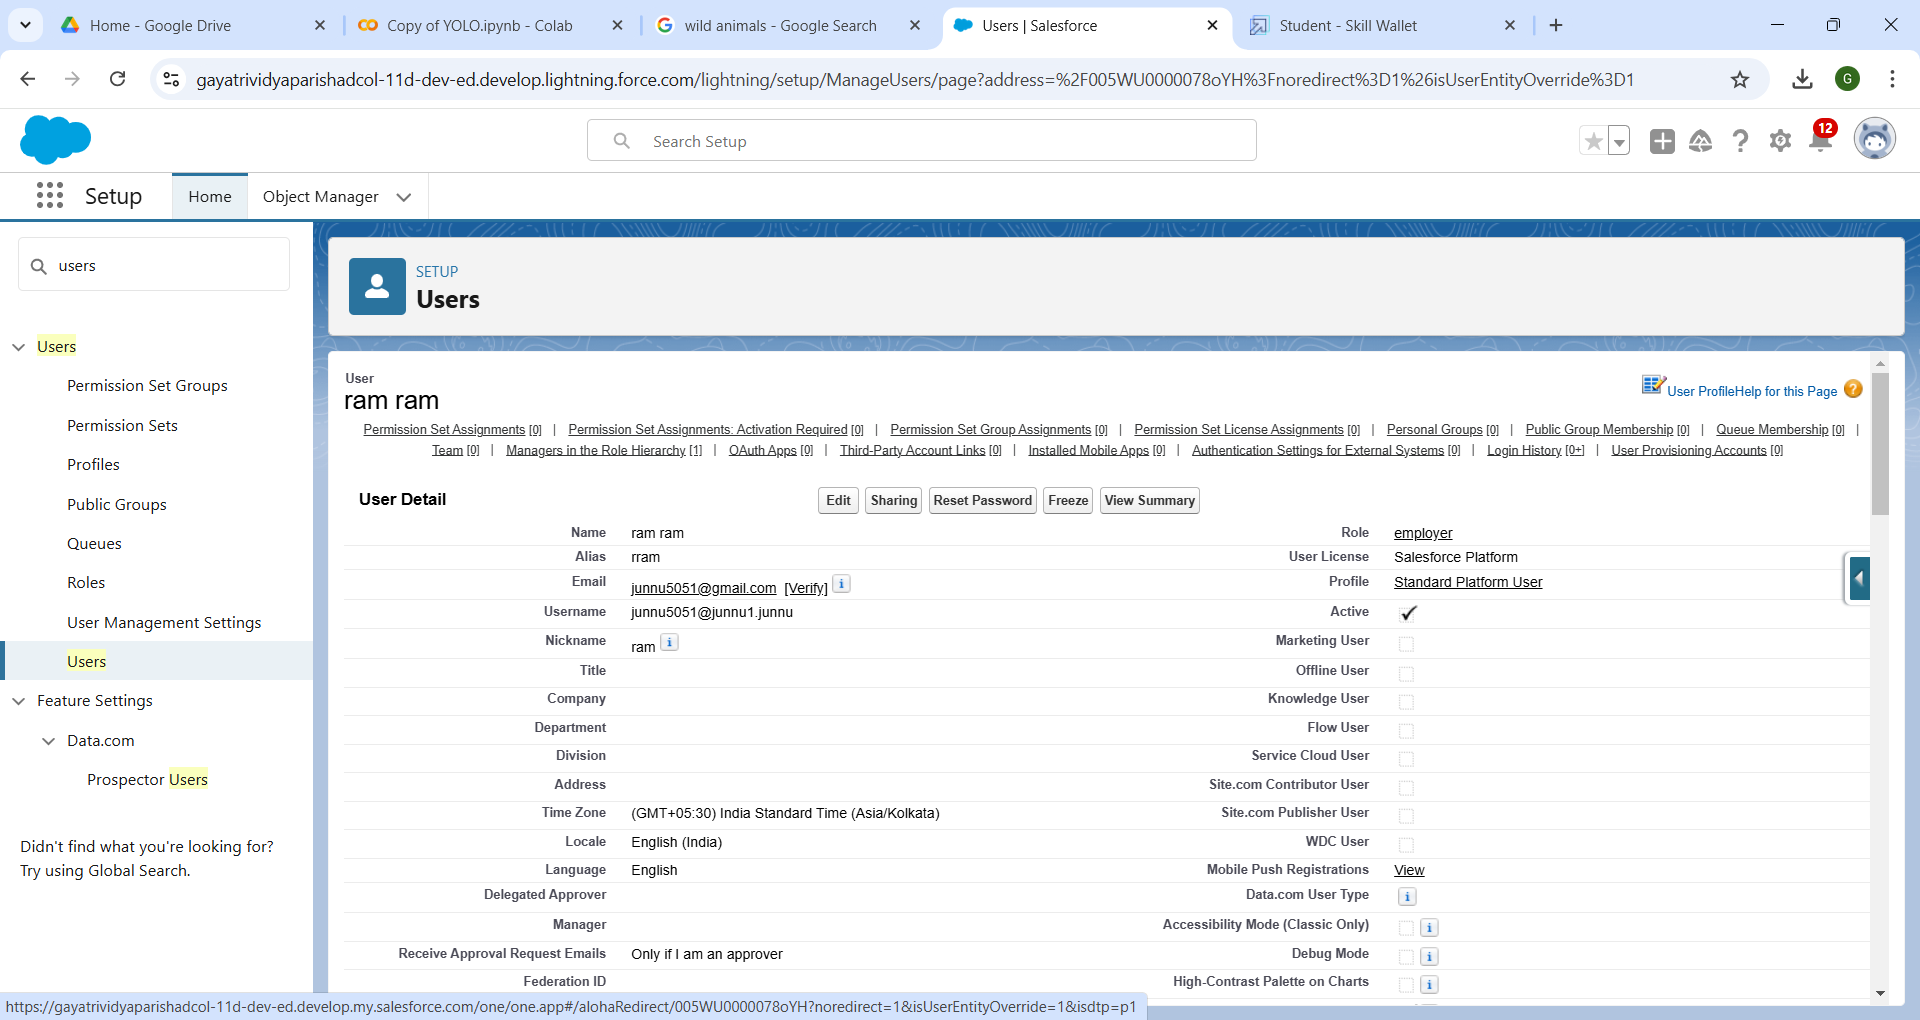 Home - Google Drive
Copy of YOLO.ipynb - Colab
wild animals - Google Search
Users | Salesforce
Student - Skill Wallet
gayatrividyaparishadcol-11d-dev-ed.develop.lightning.force.com/lightning/setup/ManageUsers/page?address=%2F005WU0000078oYH%3Fnoredirect%3D1%26isUserEntityOverride%3D1
G
Search Setup
12
Setup
Home
Object Manager
users
SETUP
Users
Users
Permission Set Groups
Permission Sets
Profiles
Public Groups
Queues
Roles
User Management Settings
Users
Feature Settings
Data.com
Prospector Users
Didn't find what you're looking for?
Try using Global Search.
User
ram ram
User Profile Help for this Page ?
Permission Set Assignments [0] | Permission Set Assignments: Activation Required [0] | Permission Set Group Assignments [0] | Permission Set License Assignments [0] | Personal Groups [0] | Public Group Membership [0] | Queue Membership [0] |
Team [0] | Managers in the Role Hierarchy [1] | OAuth Apps [0] | Third-Party Account Links [0] | Installed Mobile Apps [0] | Authentication Settings for External Systems [0] | Login History [0+] | User Provisioning Accounts [0]
User Detail Edit Sharing Reset Password Freeze View Summary
Name ram ram Role employer
Alias rram User License Salesforce Platform
Email junnu5051@gmail.com [Verify] i Profile Standard Platform User
Username junnu5051@junnu1.junnu Active
Nickname ram i Marketing User
Title Offline User
Company Knowledge User
Department Flow User
Division Service Cloud User
Address Site.com Contributor User
Time Zone (GMT+05:30) India Standard Time (Asia/Kolkata) Site.com Publisher User
Locale English (India) WDC User
Language English Mobile Push Registrations View
Delegated Approver Data.com User Type i
Manager Accessibility Mode (Classic Only) i
Receive Approval Request Emails Only if I am an approver Debug Mode i
Federation ID High-Contrast Palette on Charts i
https://gayatrividyaparishadcol-11d-dev-ed.develop.my.salesforce.com/one/one.app#/alohaRedirect/005WU0000078oYH?noredirect=1&isUserEntityOverride=1&isdtp=p1